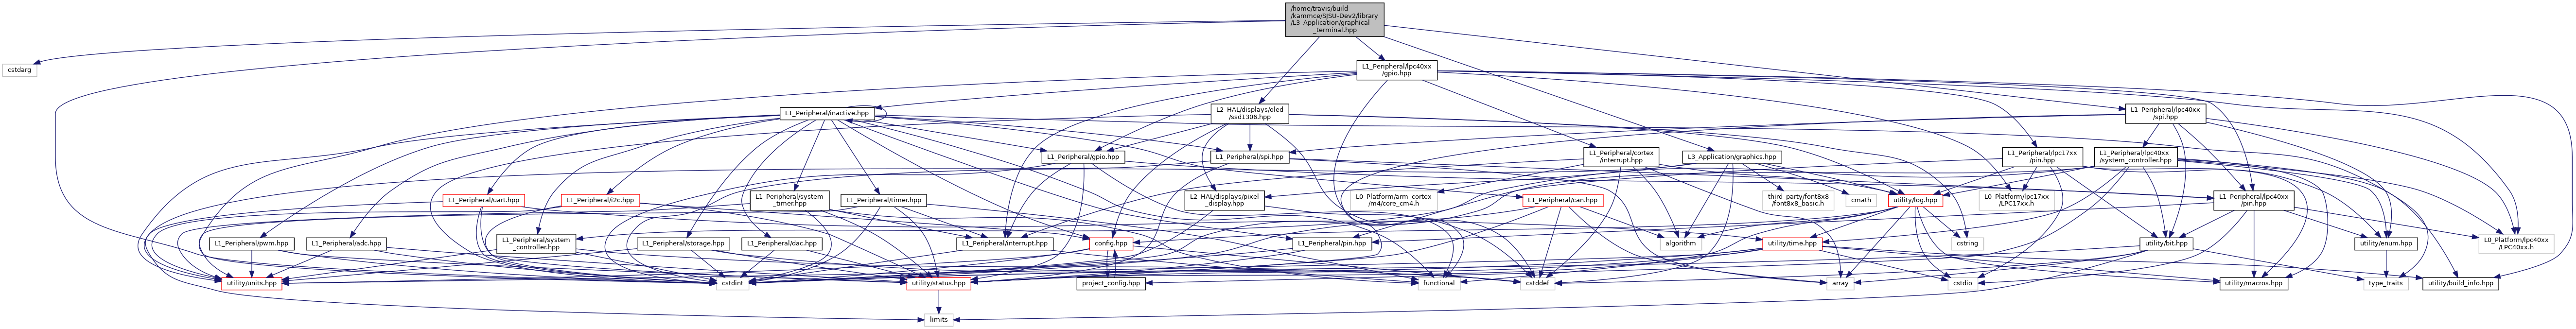 /home/travis/build
/kammce/SJSU-Dev2/library
/L3_Application/graphical
_terminal.hpp
cstdarg
L1_Peripheral/lpc40xx
/gpio.hpp
L1_Peripheral/inactive.hpp
L2_HAL/displays/oled
/ssd1306.hpp
L1_Peripheral/lpc40xx
/spi.hpp
L1_Peripheral/gpio.hpp
L1_Peripheral/spi.hpp
L1_Peripheral/cortex
/interrupt.hpp
L3_Application/graphics.hpp
L1_Peripheral/lpc17xx
/pin.hpp
L1_Peripheral/lpc40xx
/system_controller.hpp
L1_Peripheral/uart.hpp
L1_Peripheral/i2c.hpp
L1_Peripheral/system
_timer.hpp
L1_Peripheral/timer.hpp
L2_HAL/displays/pixel
_display.hpp
L1_Peripheral/can.hpp
L0_Platform/arm_cortex
/m4/core_cm4.h
third_party/font8x8
/font8x8_basic.h
cmath
utility/log.hpp
L0_Platform/lpc17xx
/LPC17xx.h
L1_Peripheral/lpc40xx
/pin.hpp
L1_Peripheral/pwm.hpp
L1_Peripheral/adc.hpp
L1_Peripheral/system
_controller.hpp
L1_Peripheral/storage.hpp
L1_Peripheral/dac.hpp
L1_Peripheral/interrupt.hpp
config.hpp
L1_Peripheral/pin.hpp
algorithm
utility/time.hpp
cstring
utility/bit.hpp
utility/enum.hpp
L0_Platform/lpc40xx
/LPC40xx.h
utility/units.hpp
cstdint
utility/status.hpp
project_config.hpp
functional
cstddef
array
cstdio
utility/macros.hpp
type_traits
utility/build_info.hpp
limits